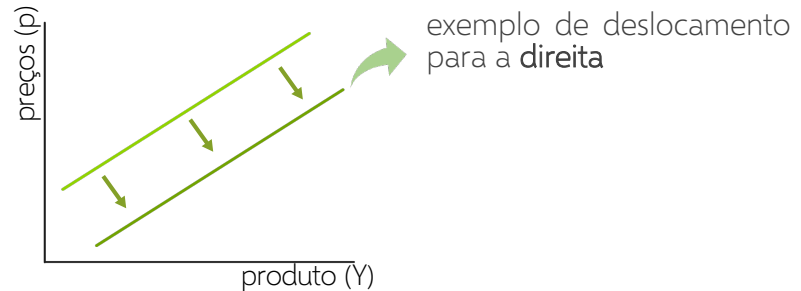 preços (p)
exemplo de deslocamento
para a direita
produto (Y)